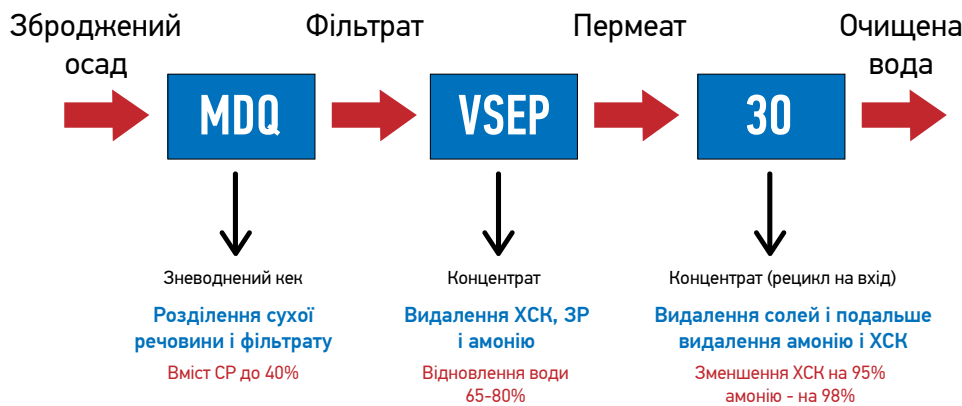 Зброджений
осад
Фільтрат
Пермеат
Очищена
вода
MDQ
VSEP
ЗО
Зневоднений кек
Концентрат
Концентрат (рецикл на вхід)
Розділення сухої
речовини і фільтрату
Видалення ХСК, ЗР
і амонію
Видалення солей і подальше
видалення амонію і ХСК
Вміст СР до 40%
Відновлення води
65-80%
Зменшення ХСК на 95%
амонію - на 98%